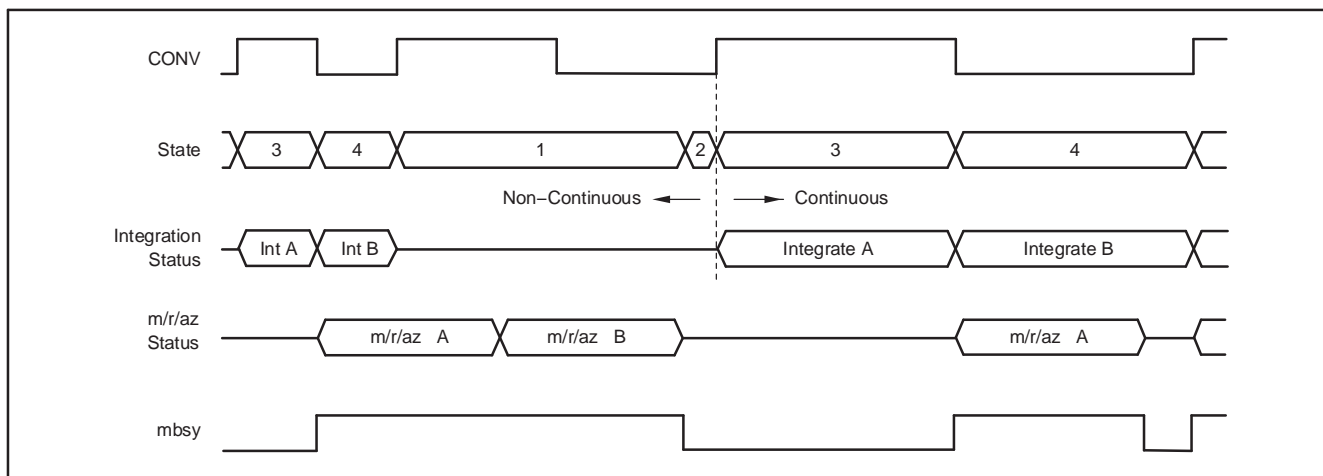 CONV
State
3
4
1
2
3
4
Non−Continuous
Continuous
Integration
Status
Int A
Int B
Integrate A
Integrate B
m/r/az
Status
m/r/az A
m/r/az B
m/r/az A
mbsy